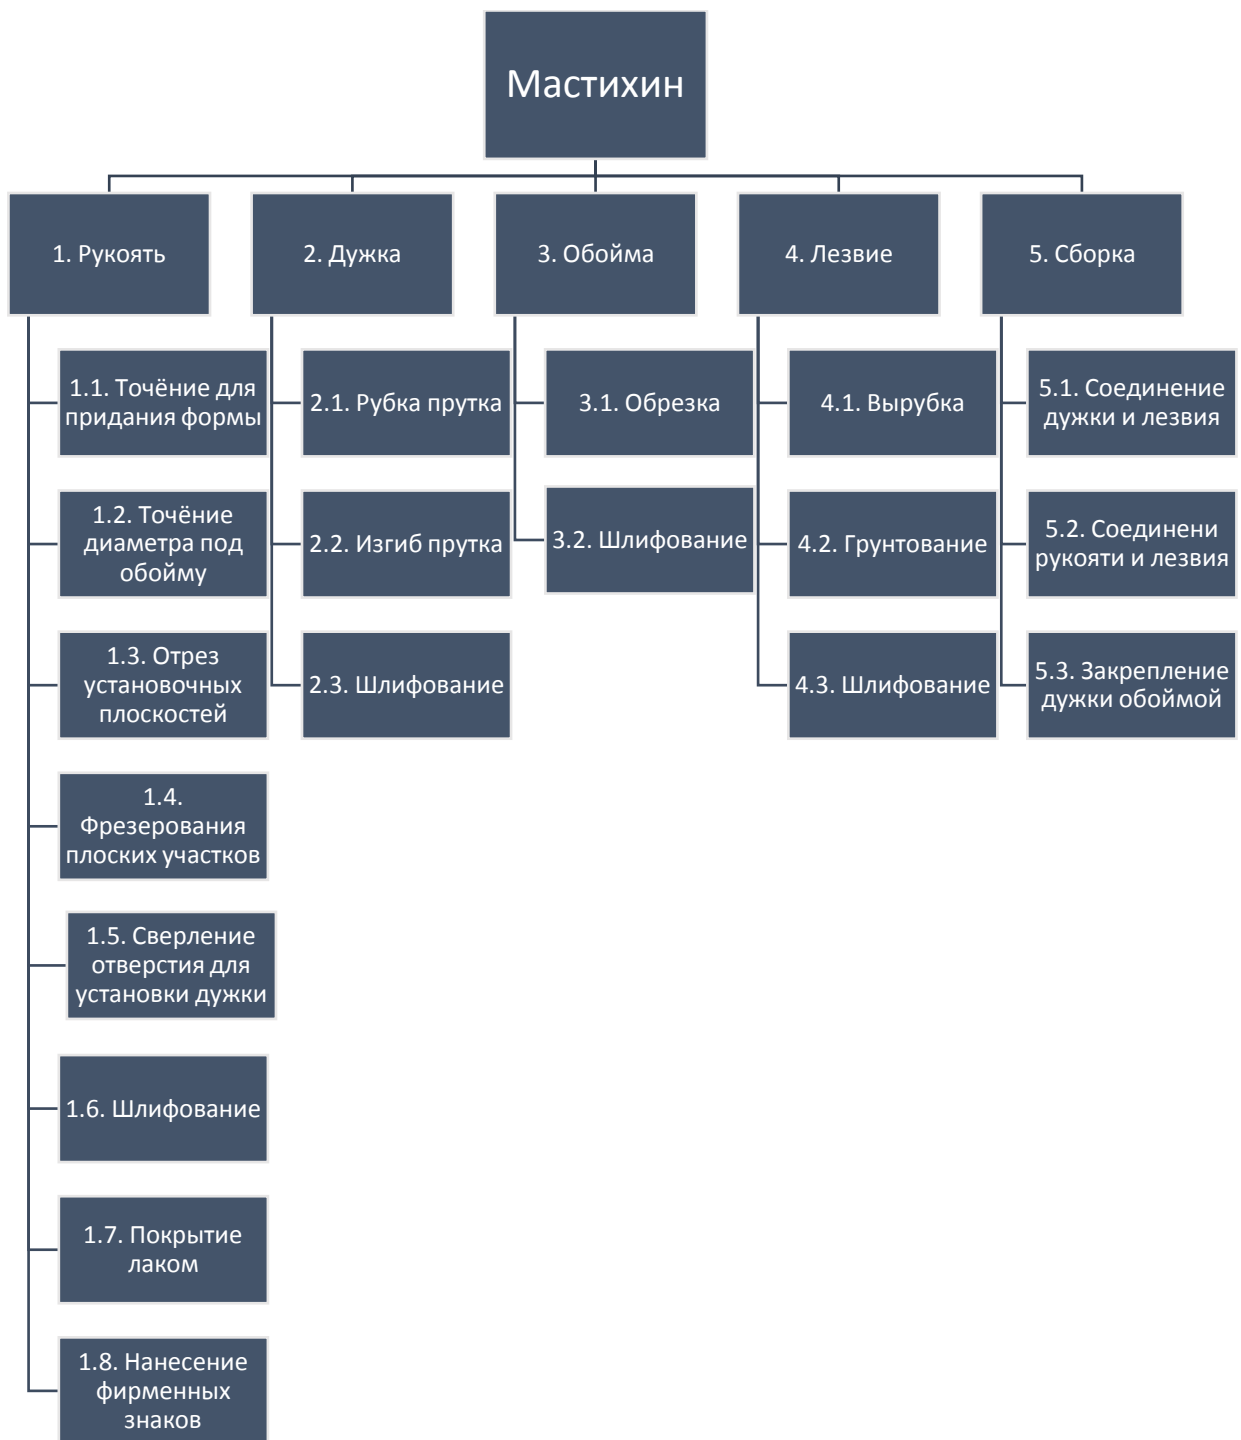 Мастихин
1. Рукоять
2. Дужка
3. Обойма
4. Лезвие
5. Сборка
1.1. Точёние для
придания формы
1.2. Точёние
диаметра под
обойму
1.3. Отрез
установочных
плоскостей
1.4.
Фрезерования
плоских участков
1.5. Сверление
отверстия для
установки дужки
1.6. Шлифование
1.7. Покрытие
лаком
1.8. Нанесение
фирменных
знаков
2.1. Рубка прутка
2.2. Изгиб прутка
2.3. Шлифование
3.1. Обрезка
3.2. Шлифование
4.1. Вырубка
4.2. Грунтование
4.3. Шлифование
5.1. Соединение
дужки и лезвия
5.2. Соединени
рукояти и лезвия
5.3. Закрепление
дужки обоймой